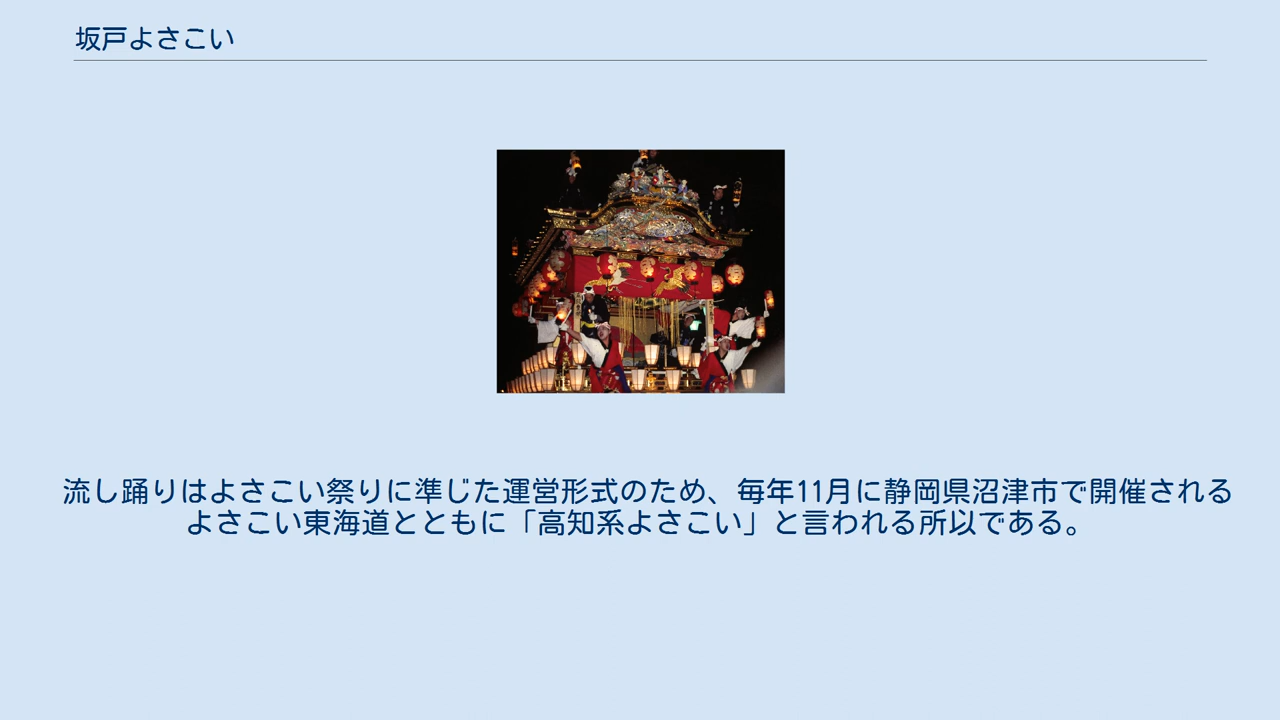 坂戸よさこい
流し踊りはよさこい祭りに準じた運営形式のため、毎年11月に静岡県沼津市で開催される
よさこい東海道とともに「高知系よさこい」と言われる所以である。